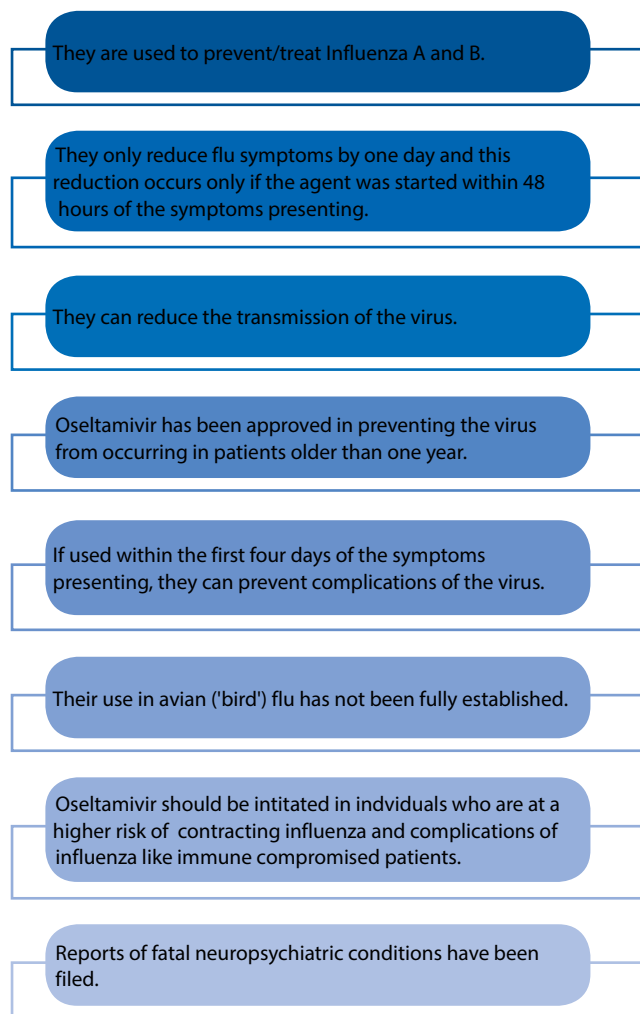 They are used to prevent/treat Influenza A and B.
They only reduce flu symptoms by one day and this
reduction occurs only if the agent was started within 48
hours of the symptoms presenting.
They can reduce the transmission of the virus.
Oseltamivir has been approved in preventing the virus
from occurring in patients older than one year.
If used within the first four days of the symptoms
presenting, they can prevent complications of the virus.
Their use in avian ('bird') flu has not been fully established.
Oseltamivir should be intitated in indviduals who are at a
higher risk of contracting influenza and complications of
influenza like immune compromised patients.
Reports of fatal neuropsychiatric conditions have been
filed.